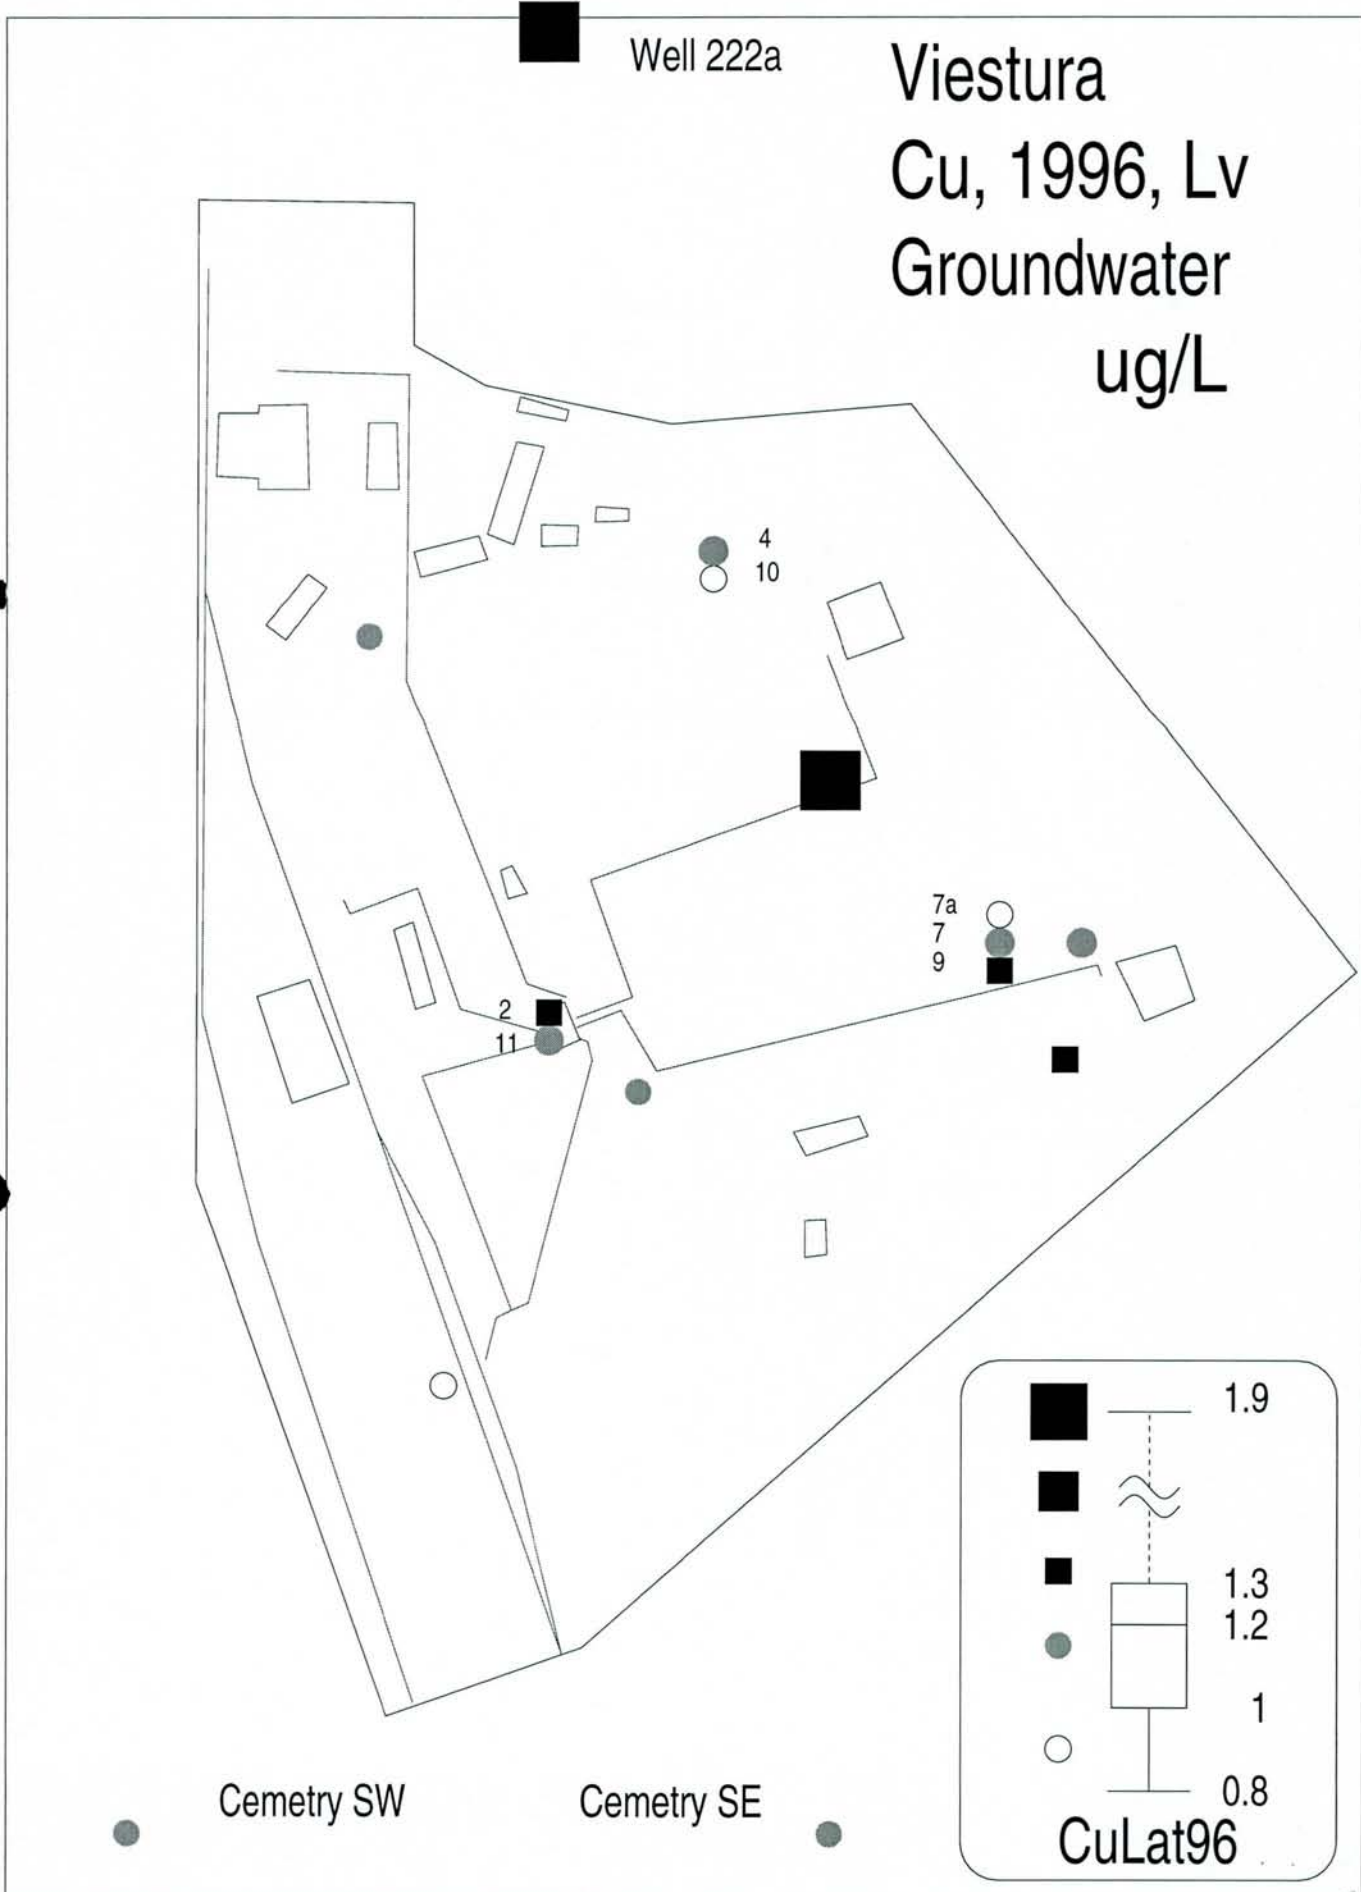 Well 222a
Viestura
Cu, 1996, Lv
Groundwater
ug/L
4
10
7a
7
9
2
11
1.9
1.3
1.2
1
0.8
CuLat96
Cemetry SW
Cemetry SE